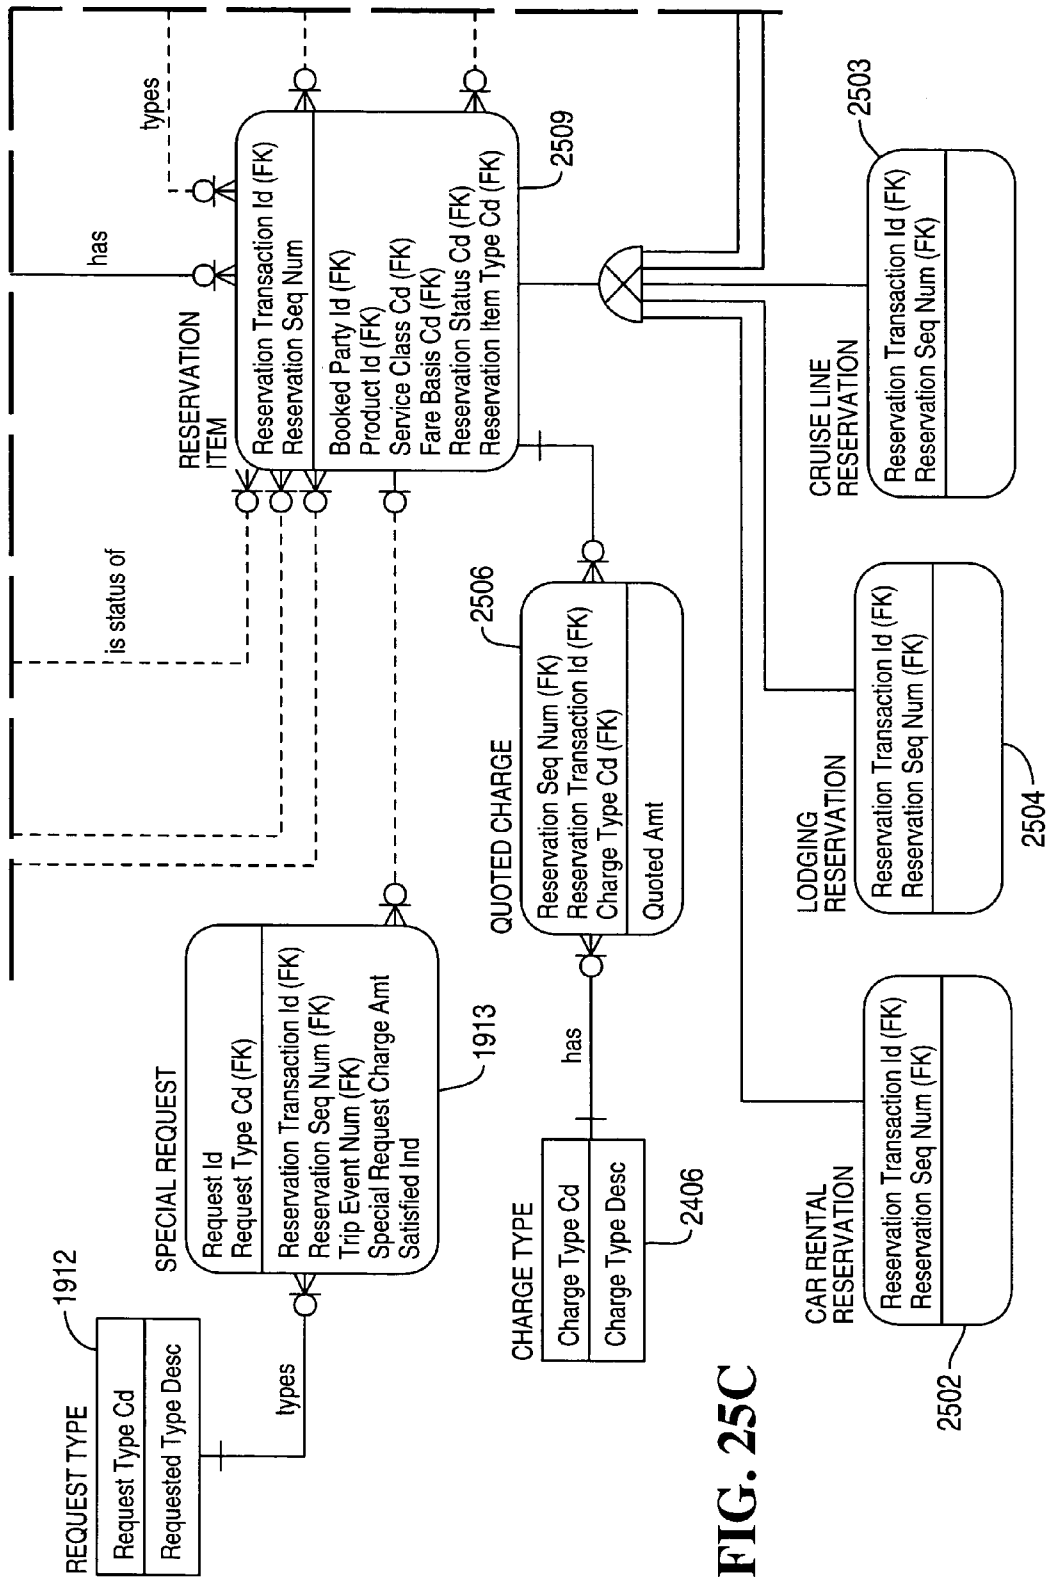 REQUEST TYPE
1912
Request Type Cd
Requested Type Desc
types
SPECIAL REQUEST
Request Id
Request Type Cd (FK)
Reservation Transaction Id (FK)
Reservation Seq Num (FK)
Trip Event Num (FK)
Special Request Charge Amt
Satisfied Ind
1913
is status of
has
types
RESERVATION
ITEM
Reservation Transaction Id (FK)
Reservation Seq Num
Booked Party Id (FK)
Product Id (FK)
Service Class Cd (FK)
Fare Basis Cd (FK)
Reservation Status Cd (FK)
Reservation Item Type Cd (FK)
2509
CHARGE TYPE
Charge Type Cd
Charge Type Desc
2406
has
QUOTED CHARGE
2506
Reservation Seq Num (FK)
Reservation Transaction Id (FK)
Charge Type Cd (FK)
Quoted Amt
CAR RENTAL
RESERVATION
Reservation Transaction Id (FK)
Reservation Seq Num (FK)
2502
LODGING
RESERVATION
Reservation Transaction Id (FK)
Reservation Seq Num (FK)
2504
CRUISE LINE
RESERVATION
2503
Reservation Transaction Id (FK)
Reservation Seq Num (FK)
FIG. 25C